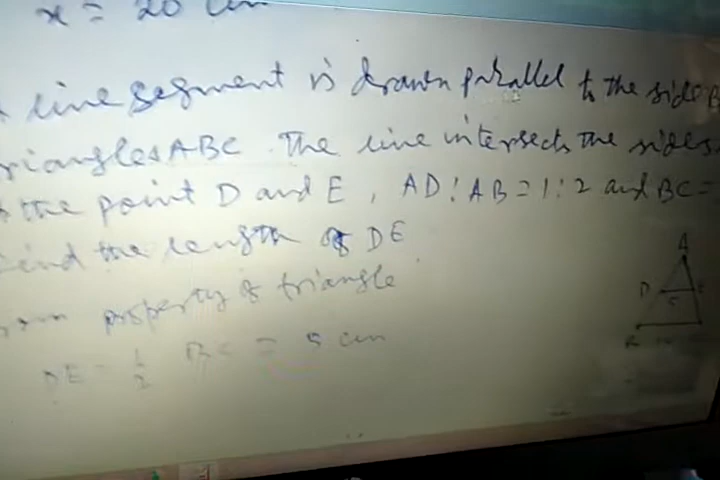 x = 20 cm
line segment is drawn parallel to the side B
riangles ABC The line intersects the sides
the point D and E, AD:AB=1:2 and BC=
find the length of DE
from property of triangle
DE = 1/2 BC = 5 cm
A
D E
5
B